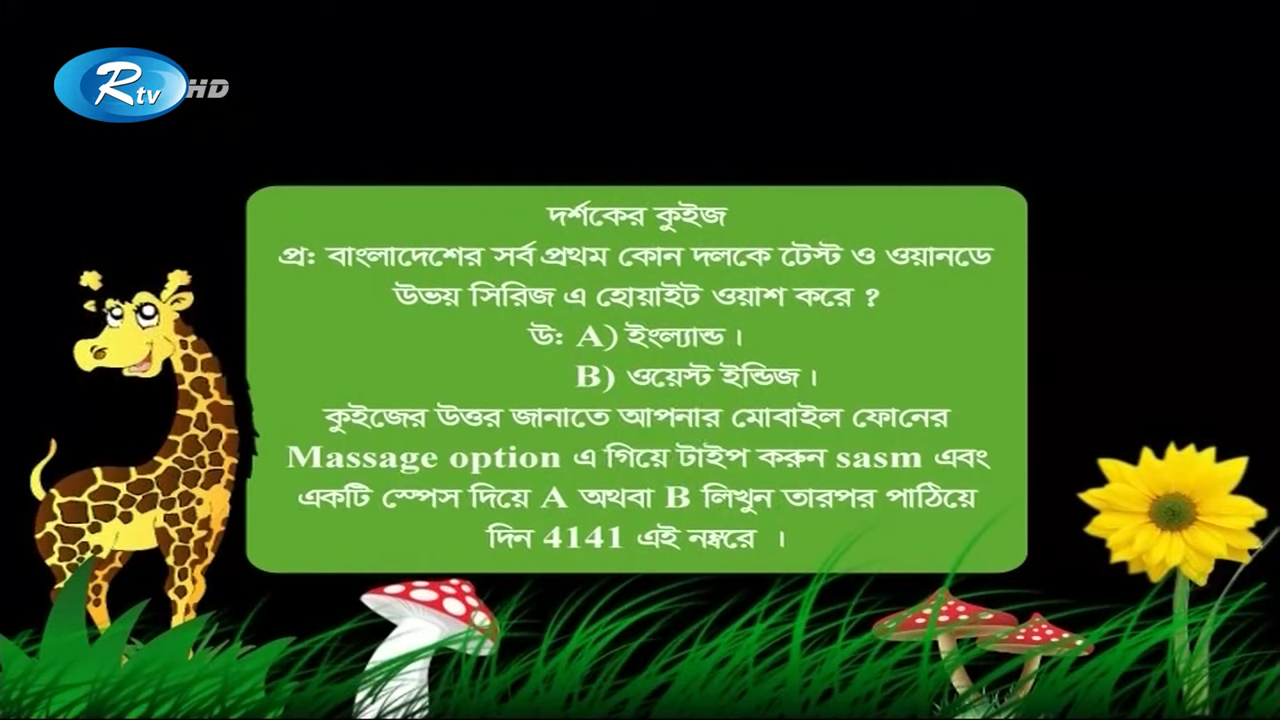 Rtv HD
দর্শকের কুইজ
প্র: বাংলাদেশের সর্ব প্রথম কোন দলকে টেস্ট ও ওয়ানডে
উভয় সিরিজ এ হোয়াইট ওয়াশ করে ?
উ: A) ইংল্যান্ড।
B) ওয়েস্ট ইন্ডিজ।
কুইজের উত্তর জানাতে আপনার মোবাইল ফোনের
Massage option এ গিয়ে টাইপ করুন sasm এবং
একটি স্পেস দিয়ে A অথবা B লিখুন তারপর পাঠিয়ে
দিন 4141 এই নম্বরে ।